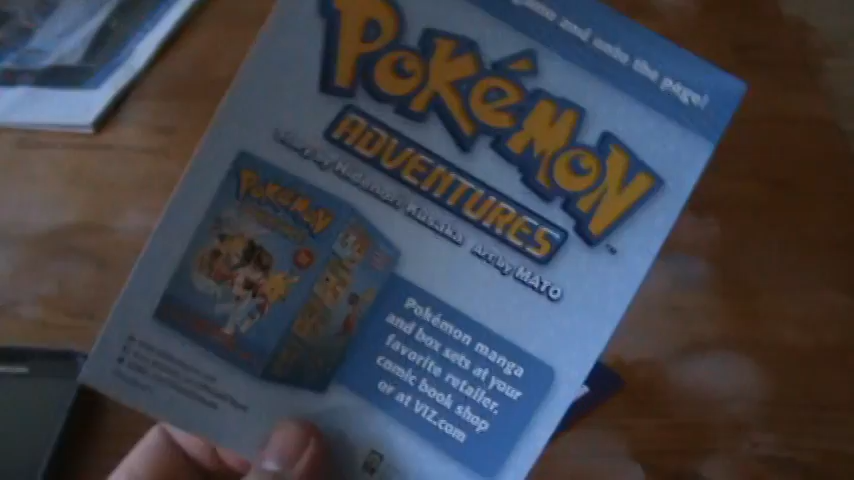 game and onto the page!
POKéMON
ADVENTURES
Story by Hidenori Kusaka Art by MATO
POKéMON
Pokémon manga
and box sets at your
favorite retailer,
comic book shop
or at VIZ.com